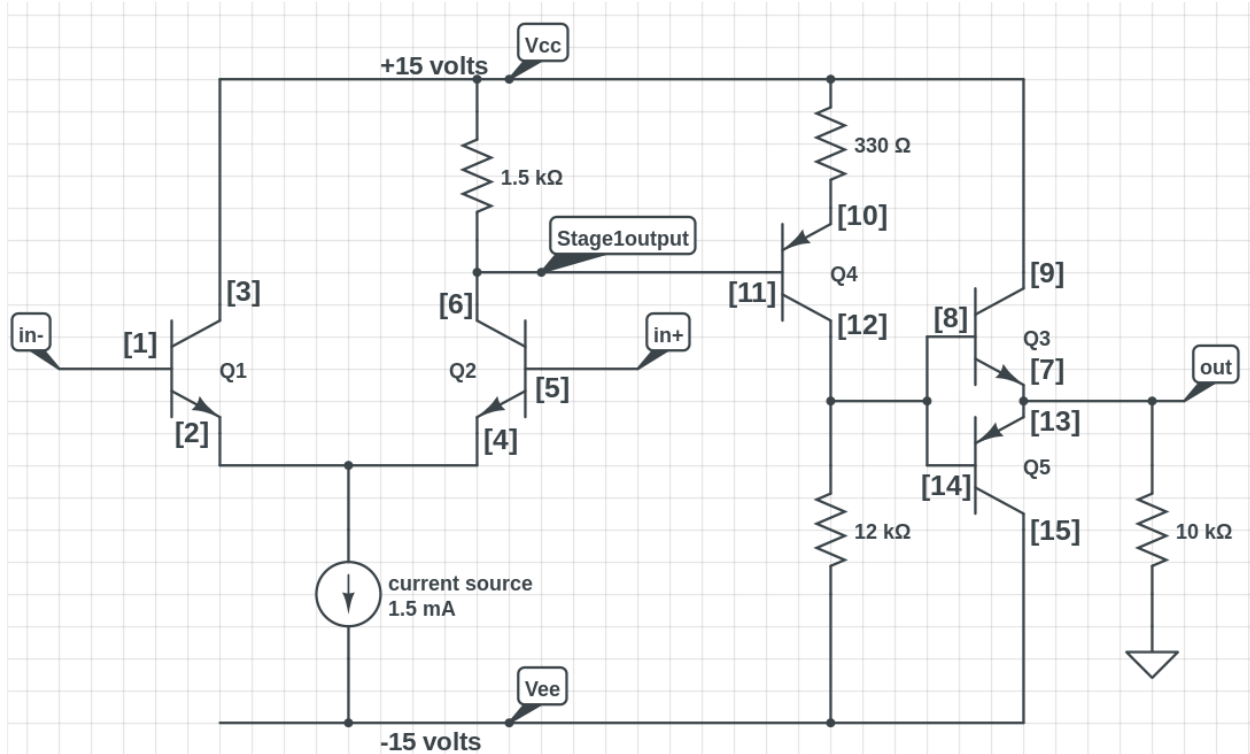 Vcc
+15 volts
330 Ω
1.5 kΩ
[10]
Stage1output
[9]
Q4
[3]
[11]
[6]
[12]
[8]
in-
in+
[1]
Q3
Q1
Q2
[7]
out
[5]
[2]
[4]
[13]
Q5
[14]
12 kΩ
[15]
10 kΩ
current source
1.5 mA
Vee
-15 volts